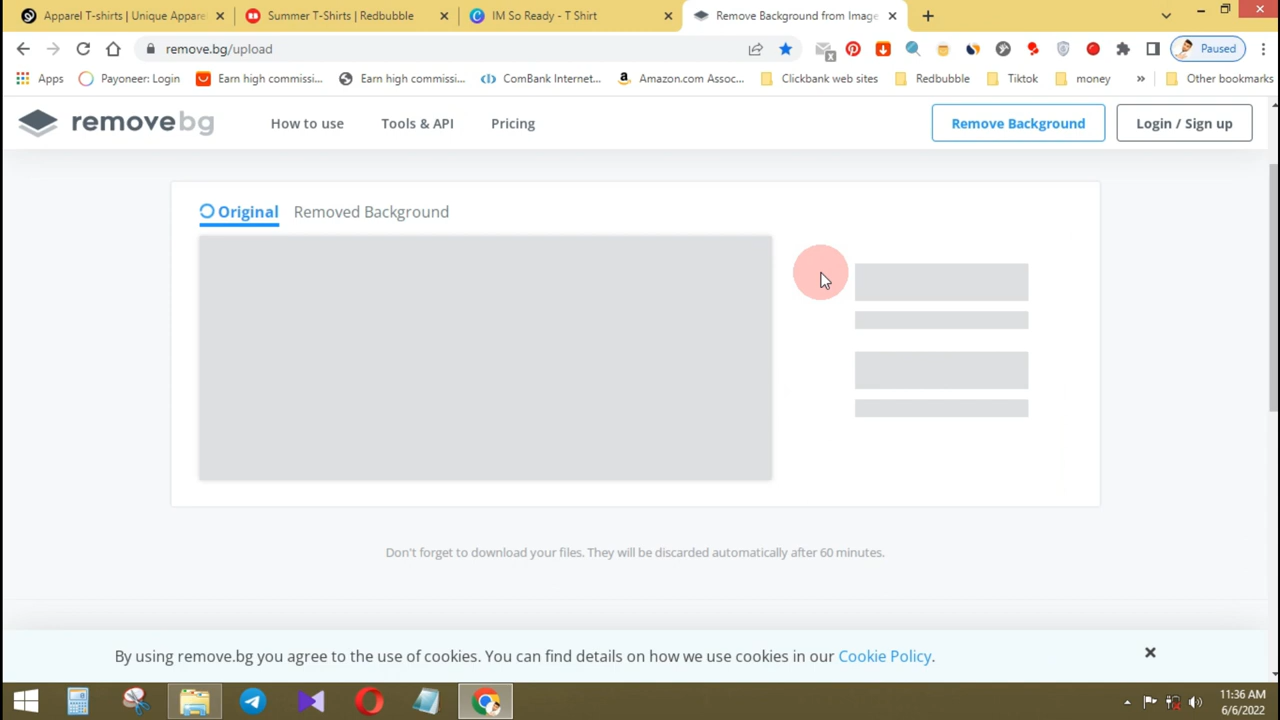 Apparel T-shirts | Unique Appare
Summer T-Shirts | Redbubble
IM So Ready - T Shirt
Remove Background from Image
remove.bg/upload
Paused
Apps
Payoneer: Login
Earn high commissi...
Earn high commissi...
ComBank Internet...
Amazon.com Assoc...
Clickbank web sites
Redbubble
Tiktok
money
»
Other bookmarks
removebg
How to use
Tools & API
Pricing
Remove Background
Login / Sign up
Original
Removed Background
Don't forget to download your files. They will be discarded automatically after 60 minutes.
By using remove.bg you agree to the use of cookies. You can find details on how we use cookies in our Cookie Policy.
11:36 AM
6/6/2022